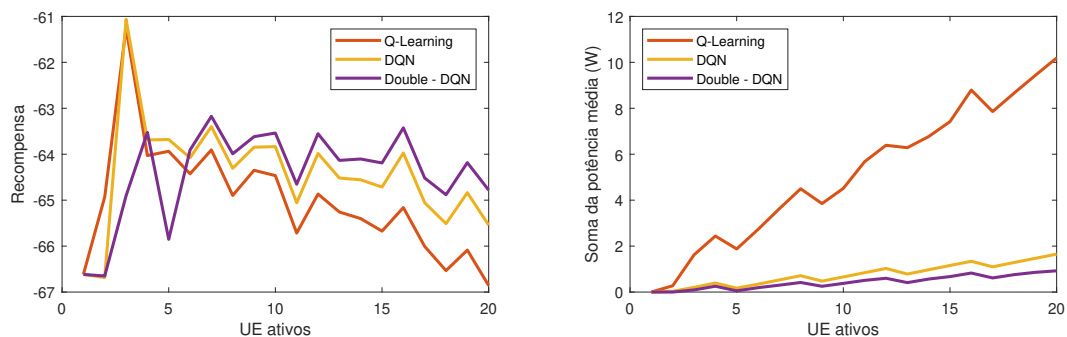 Recompensa
-61
-62
-63
-64
-65
-66
-67
0
5
10
15
20
UE ativos
Q-Learning
DQN
Double - DQN
Soma da potência média (W)
12
10
8
6
4
2
0
0
5
10
15
20
UE ativos
Q-Learning
DQN
Double - DQN